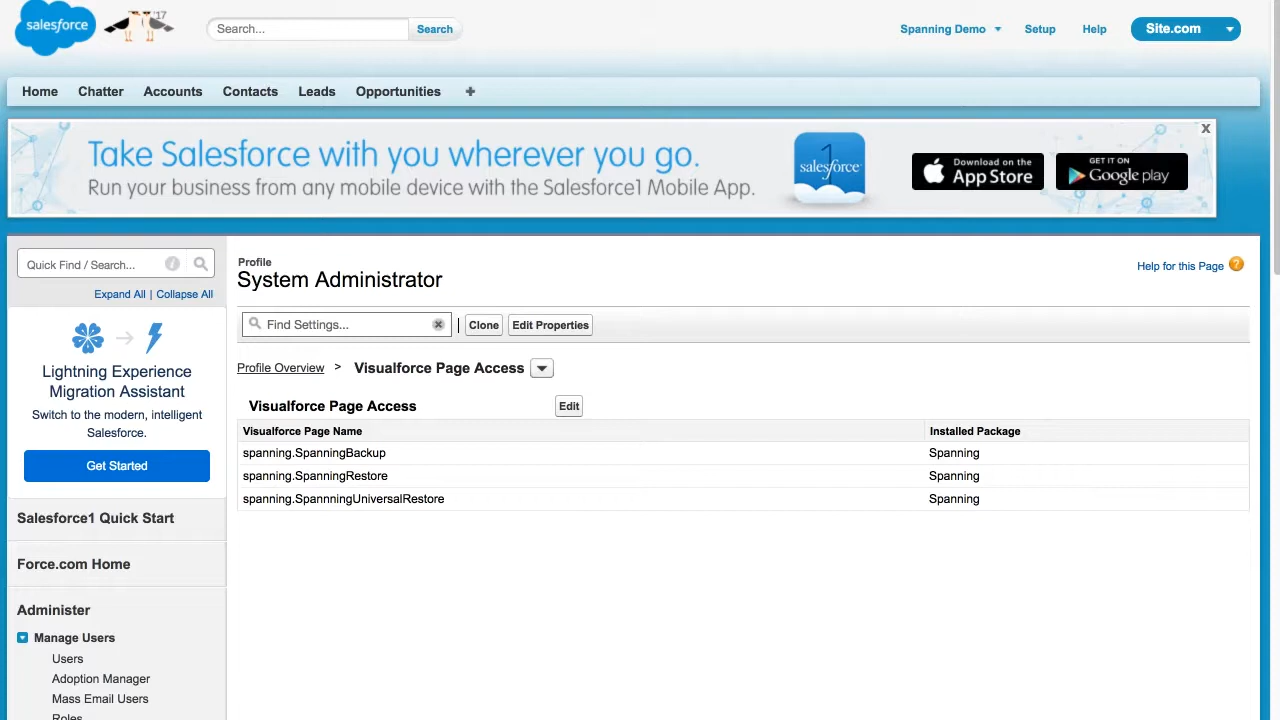 salesforce
'17
Search...
Search
Spanning Demo
Setup
Help
Site.com
Home
Chatter
Accounts
Contacts
Leads
Opportunities
+
Take Salesforce with you wherever you go.
Run your business from any mobile device with the Salesforce1 Mobile App.
1
salesforce
Download on the
App Store
GET IT ON
Google play
X
Quick Find / Search...
Expand All | Collapse All
Lightning Experience
Migration Assistant
Switch to the modern, intelligent
Salesforce.
Get Started
Salesforce1 Quick Start
Force.com Home
Administer
Manage Users
Users
Adoption Manager
Mass Email Users
Roles
Profile
System Administrator
Help for this Page ?
Find Settings...
Clone
Edit Properties
Profile Overview > Visualforce Page Access
Visualforce Page Access
Edit
Visualforce Page Name Installed Package
spanning.SpanningBackup Spanning
spanning.SpanningRestore Spanning
spanning.SpannningUniversalRestore Spanning